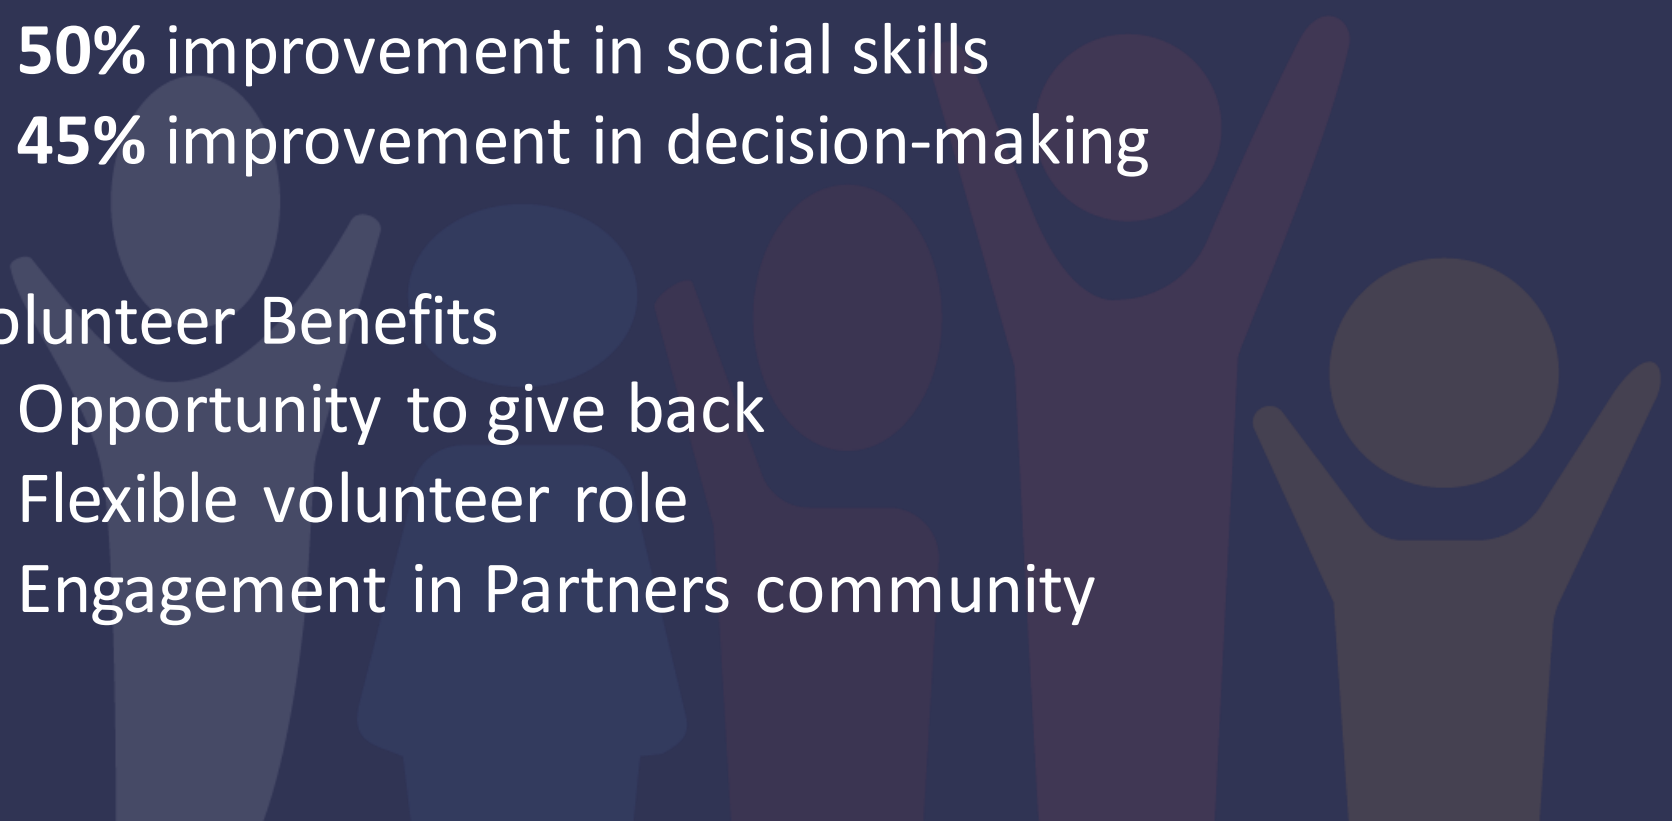 50% improvement in social skills
45% improvement in decision-making
olunteer Benefits
Opportunity to give back
Flexible volunteer role
Engagement in Partners community